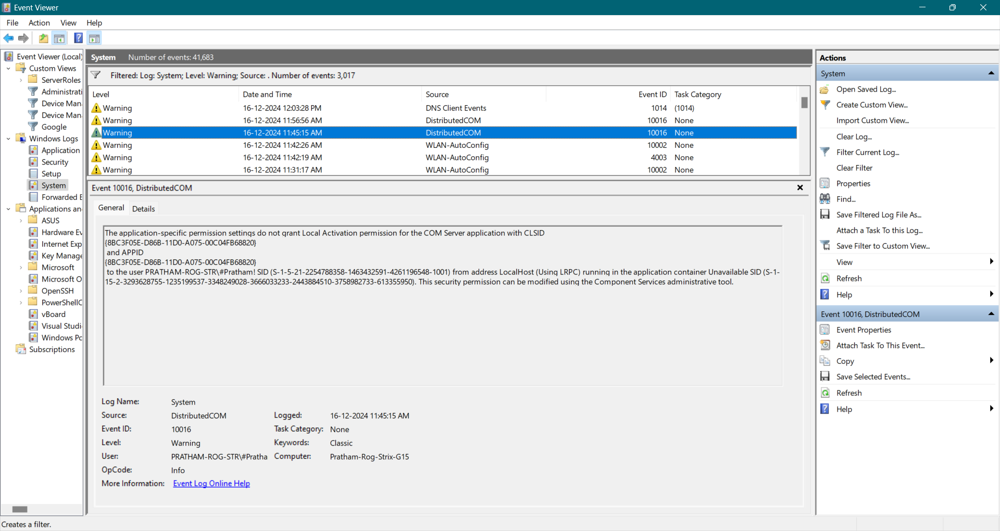 Event Viewer
File Action View Help
Event Viewer (Local)
Custom Views
ServerRoles
Administrati
Device Man
Device Man
Google
Windows Logs
Application
Security
Setup
System
Forwarded E
Applications an
ASUS
Hardware Ev
Internet Exp
Key Manage
Microsoft
Microsoft O
OpenSSH
PowerShellC
vBoard
Visual Studi
Windows Po
Subscriptions
System Number of events: 41,683
Filtered: Log: System; Level: Warning; Source: . Number of events: 3,017
Level Date and Time Source Event ID Task Category
Warning 16-12-2024 12:03:28 PM DNS Client Events 1014 (1014)
Warning 16-12-2024 11:56:56 AM DistributedCOM 10016 None
Warning 16-12-2024 11:45:15 AM DistributedCOM 10016 None
Warning 16-12-2024 11:42:26 AM WLAN-AutoConfig 10002 None
Warning 16-12-2024 11:42:19 AM WLAN-AutoConfig 4003 None
Warning 16-12-2024 11:31:17 AM WLAN-AutoConfig 10002 None
Event 10016, DistributedCOM
General Details
The application-specific permission settings do not grant Local Activation permission for the COM Server application with CLSID
{8BC3F05E-D86B-11D0-A075-00C04FB68820}
and APPID
{8BC3F05E-D86B-11D0-A075-00C04FB68820}
to the user PRATHAM-ROG-STR\#Pratham! SID (S-1-5-21-2254788358-1463432591-4261196548-1001) from address LocalHost (Using LRPC) running in the application container Unavailable SID (S-1-
15-2-3293628755-1235199537-3348249028-3666033233-2443884510-3758982733-613355950). This security permission can be modified using the Component Services administrative tool.
Log Name: System
Source: DistributedCOM Logged: 16-12-2024 11:45:15 AM
Event ID: 10016 Task Category: None
Level: Warning Keywords: Classic
User: PRATHAM-ROG-STR\#Pratha Computer: Pratham-Rog-Strix-G15
OpCode: Info
More Information: Event Log Online Help
Actions
System
Open Saved Log...
Create Custom View...
Import Custom View...
Clear Log...
Filter Current Log...
Clear Filter
Properties
Find...
Save Filtered Log File As...
Attach a Task To this Log...
Save Filter to Custom View...
View
Refresh
Help
Event 10016, DistributedCOM
Event Properties
Attach Task To This Event...
Copy
Save Selected Events...
Refresh
Help
Creates a filter.